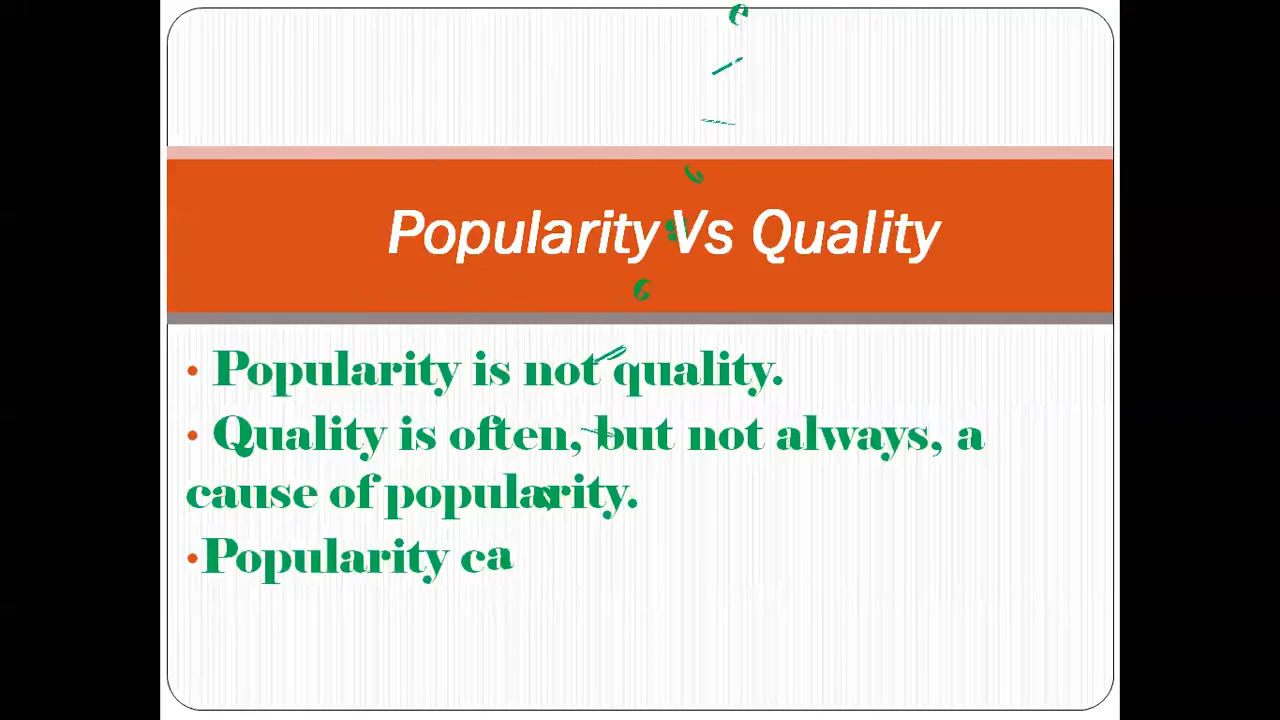 Popularity Vs Quality
• Popularity is not quality.
• Quality is often, but not always, a
cause of popularity.
•Popularity ca